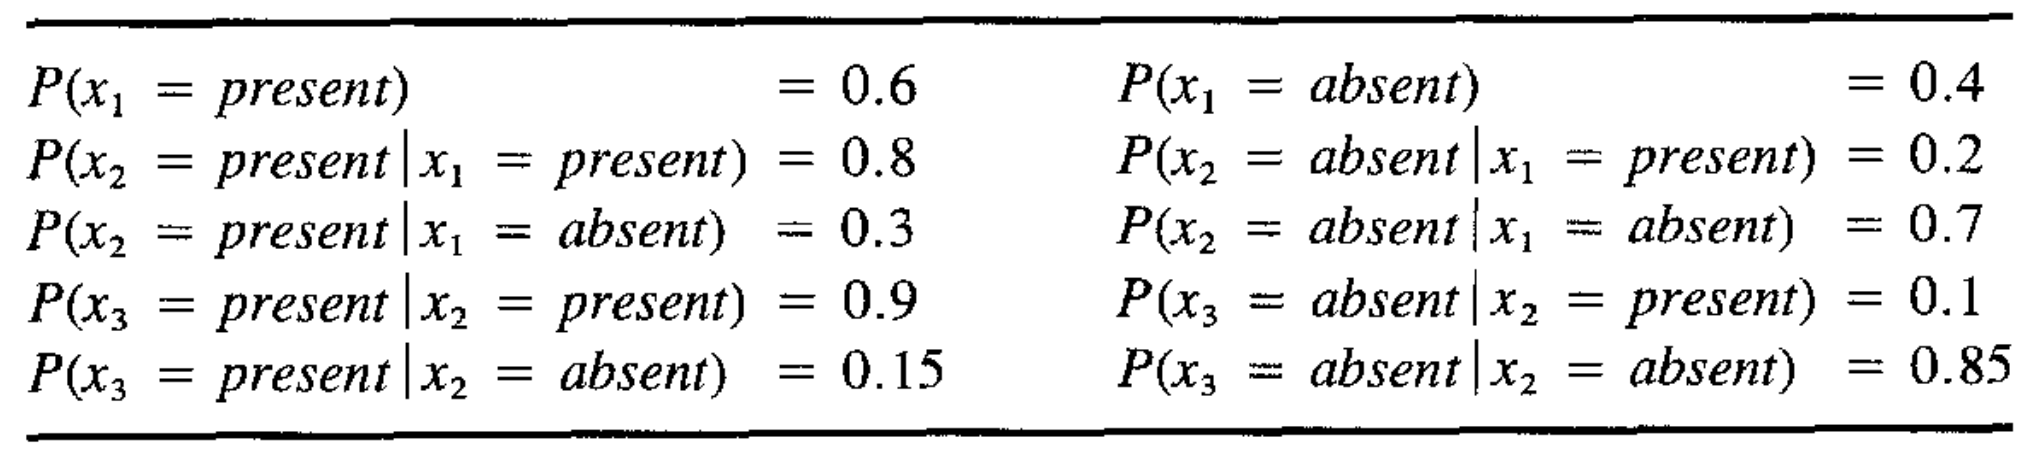 P(x₁ = present) = 0.6 P(x₁ = absent) = 0.4
P(x₂ = present|x₁ = present) = 0.8 P(x₂ = absent|x₁ = present) = 0.2
P(x₂ = present|x₁ = absent) = 0.3 P(x₂ = absent|x₁ = absent) = 0.7
P(x₃ = present|x₂ = present) = 0.9 P(x₃ = absent|x₂ = present) = 0.1
P(x₃ = present|x₂ = absent) = 0.15 P(x₃ = absent|x₂ = absent) = 0.85